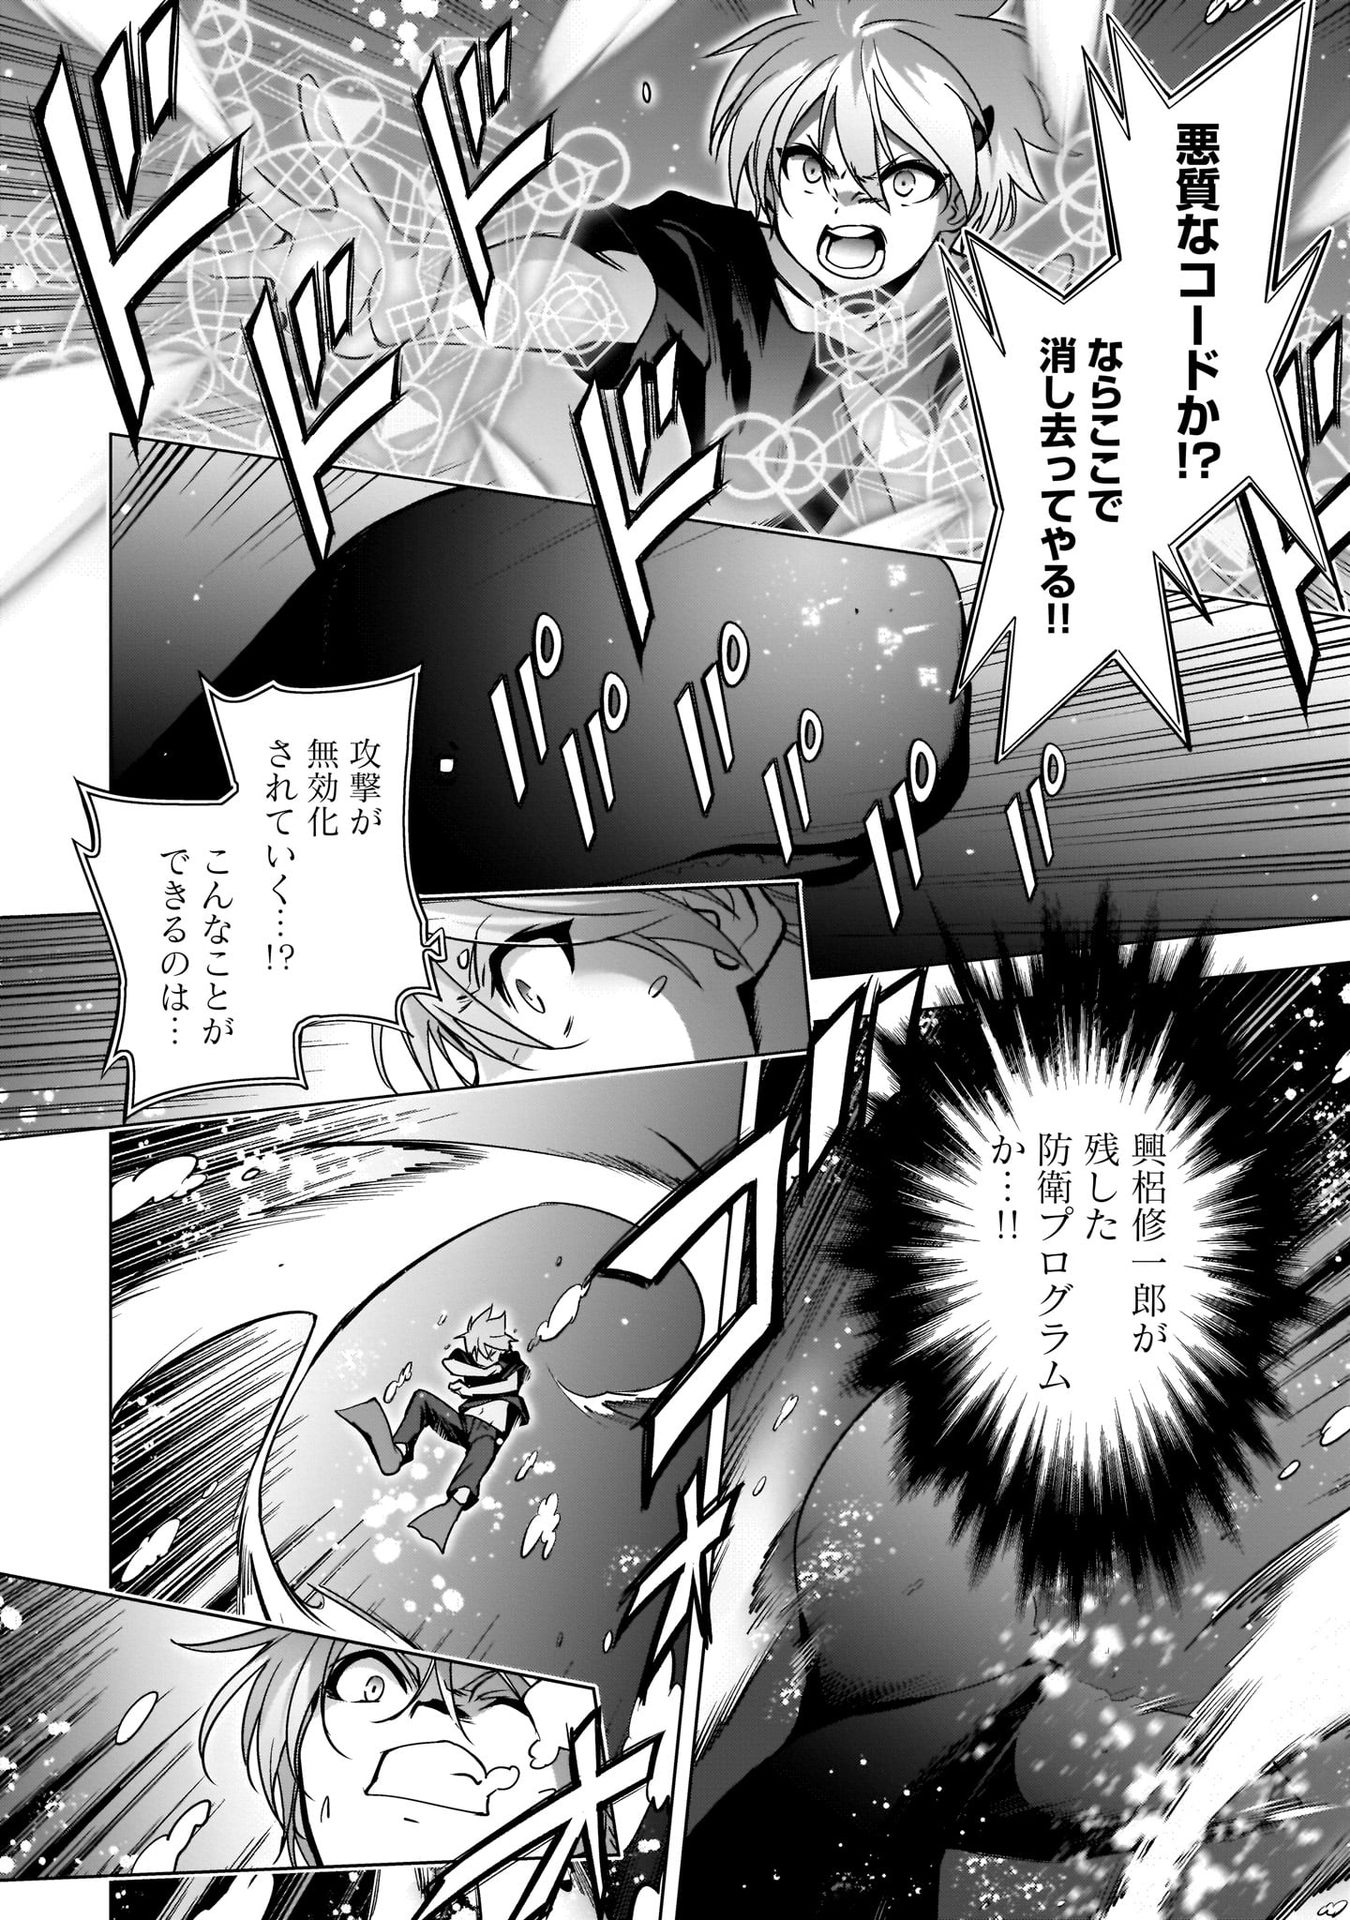 悪質なコードか!?
ならここで
消し去ってやる!!
ドドドドドド
パパパパパパ
攻撃が
無効化
されていく…!?
こんなことが
できるのは…
興梠修一郎が
残した
防衛プログラム
か…!!